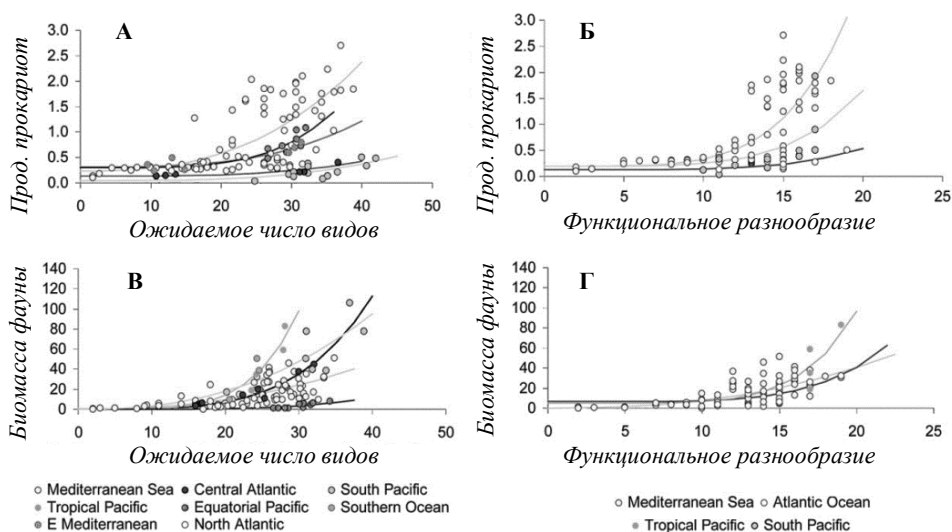 А
Прод. прокариот
3.0
2.5
2.0
1.5
1.0
0.5
0.0
0 10 20 30 40 50
Ожидаемое число видов
Б
Прод. прокариот
3.0
2.5
2.0
1.5
1.0
0.5
0.0
0 5 10 15 20 25
Функциональное разнообразие
В
Биомасса фауны
140
120
100
80
60
40
20
0
0 10 20 30 40 50
Ожидаемое число видов
Г
Биомасса фауны
140
120
100
80
60
40
20
0
0 5 10 15 20 25
Функциональное разнообразие
Mediterranean Sea Central Atlantic South Pacific
Tropical Pacific Equatorial Pacific Southern Ocean
E Mediterranean North Atlantic
Mediterranean Sea Atlantic Ocean
Tropical Pacific South Pacific